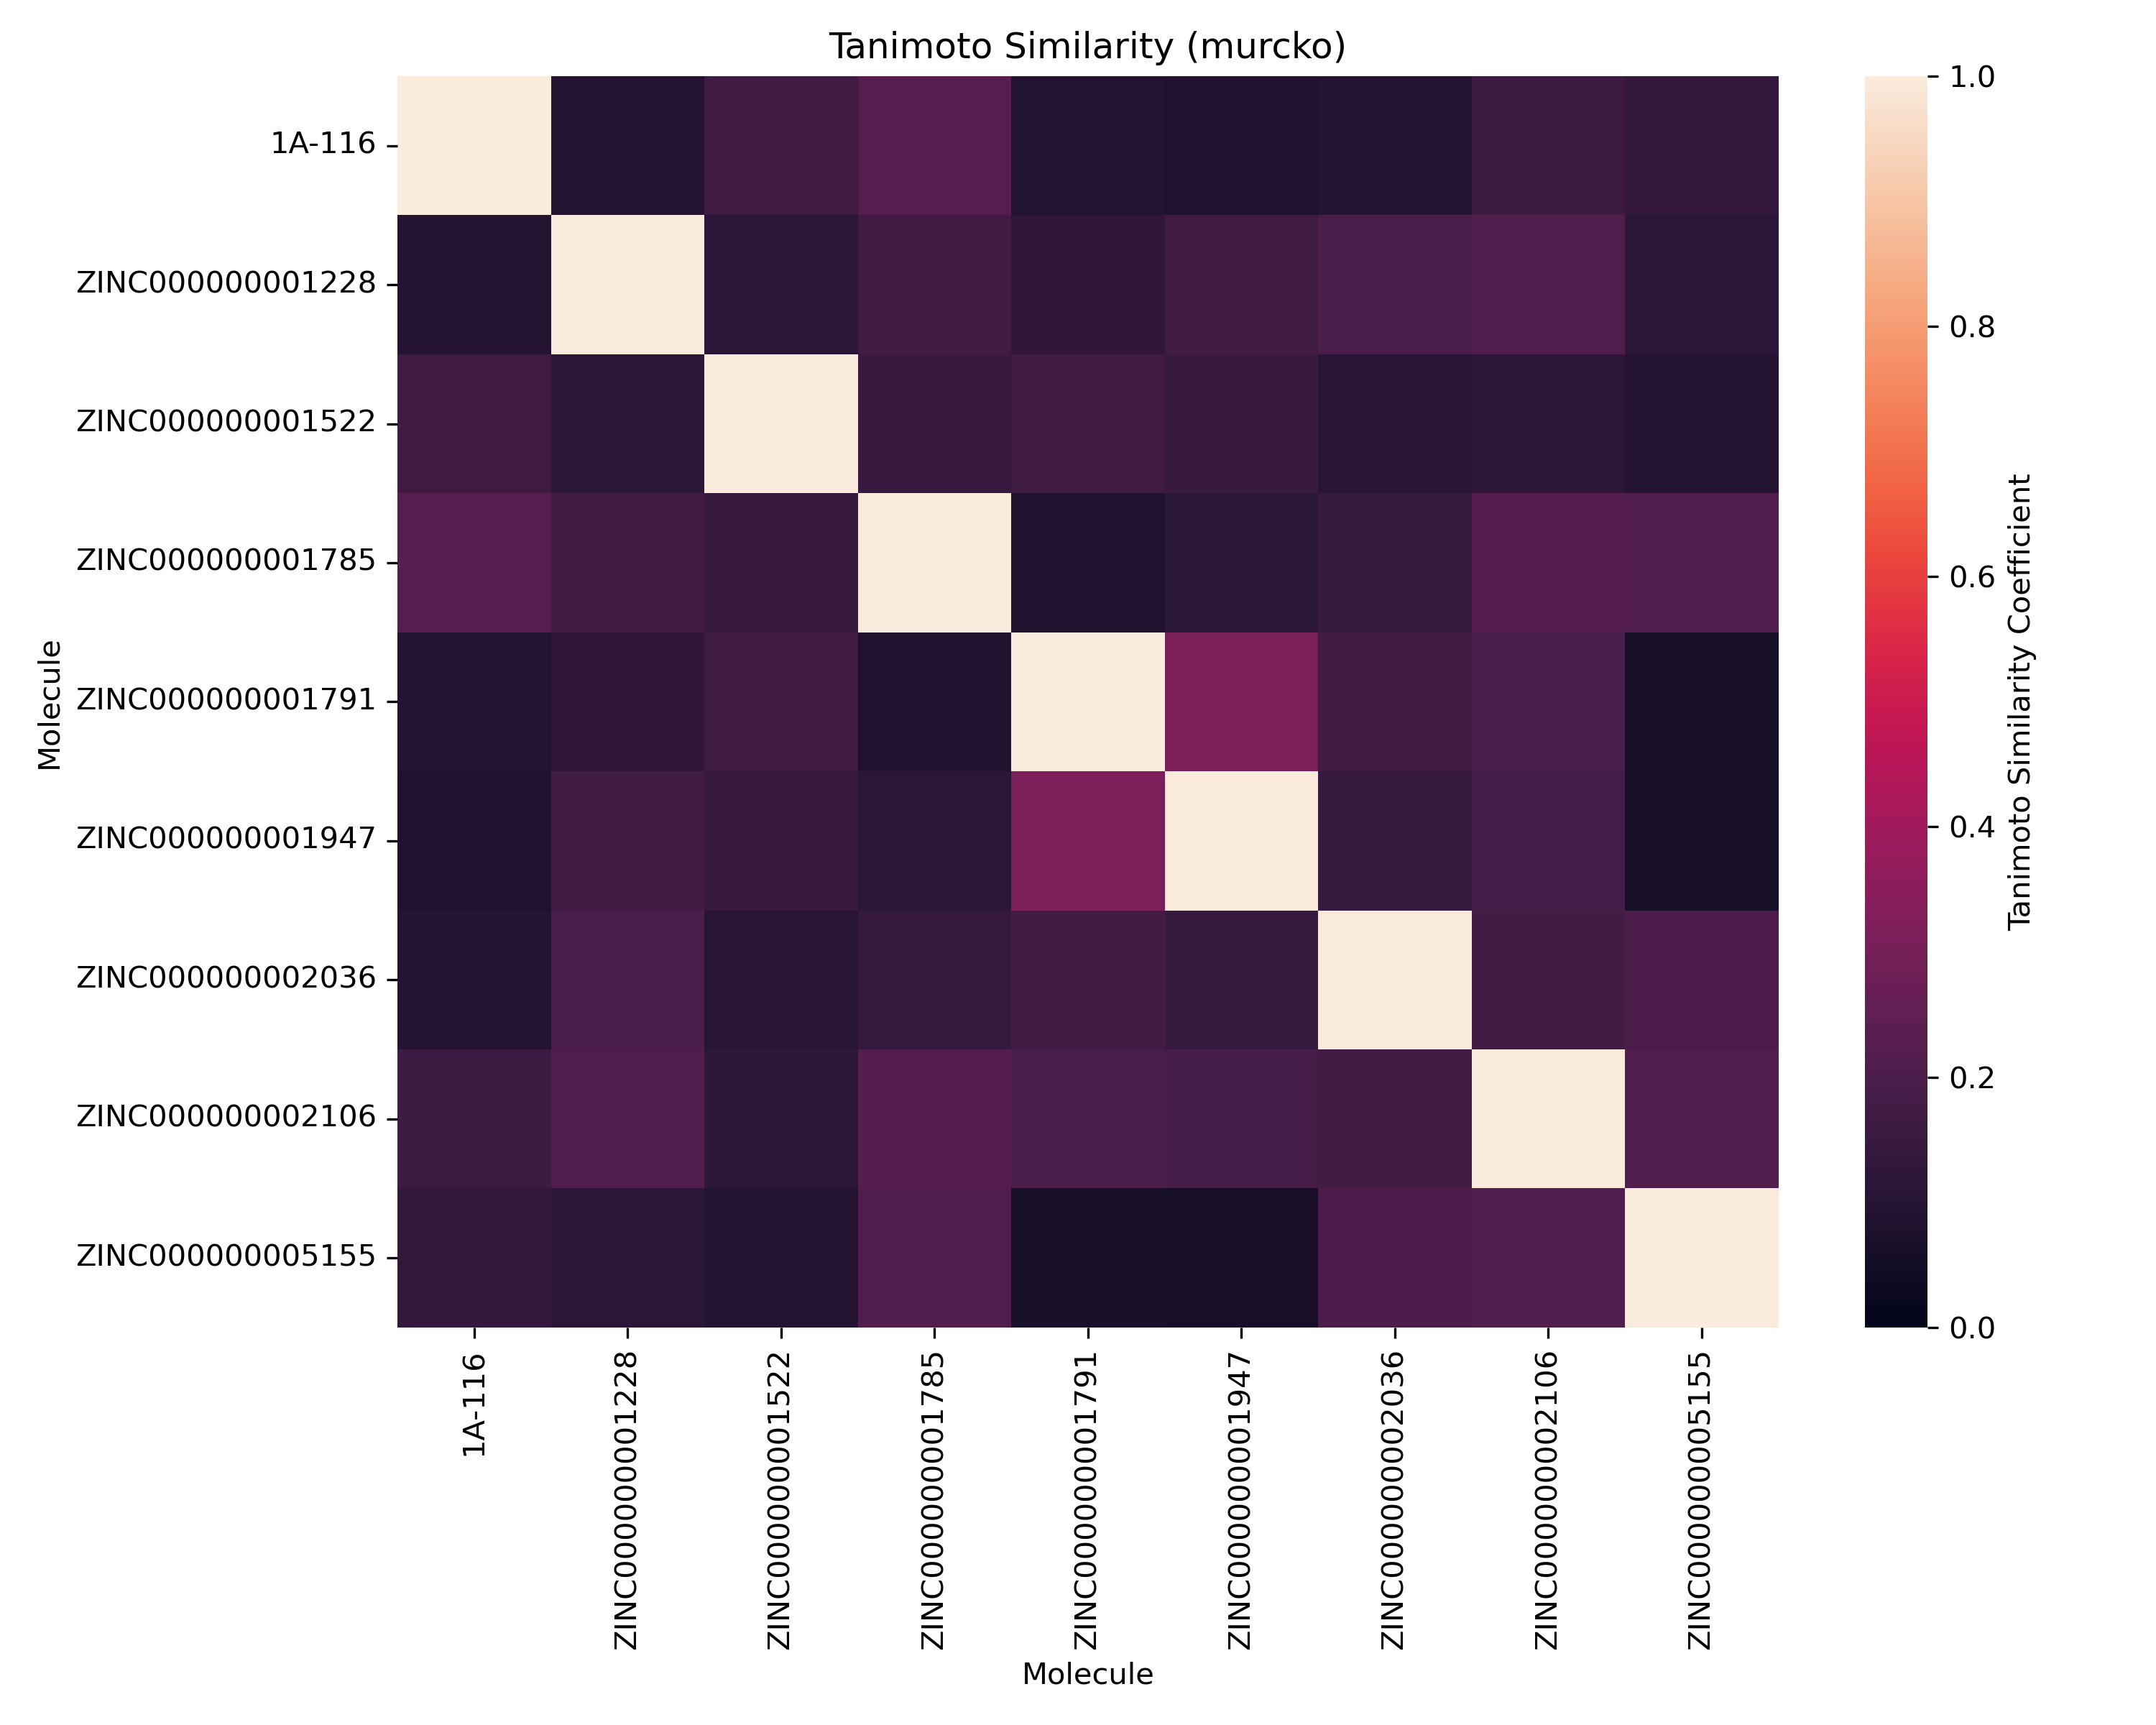 Tanimoto Similarity (murcko)
1A-116
ZINC000000001228
ZINC000000001522
ZINC000000001785
ZINC000000001791
ZINC000000001947
ZINC000000002036
ZINC000000002106
ZINC000000005155
Molecule
1A-116
ZINC000000001228
ZINC000000001522
ZINC000000001785
ZINC000000001791
ZINC000000001947
ZINC000000002036
ZINC000000002106
ZINC000000005155
Molecule
1.0
0.8
0.6
0.4
0.2
0.0
Tanimoto Similarity Coefficient